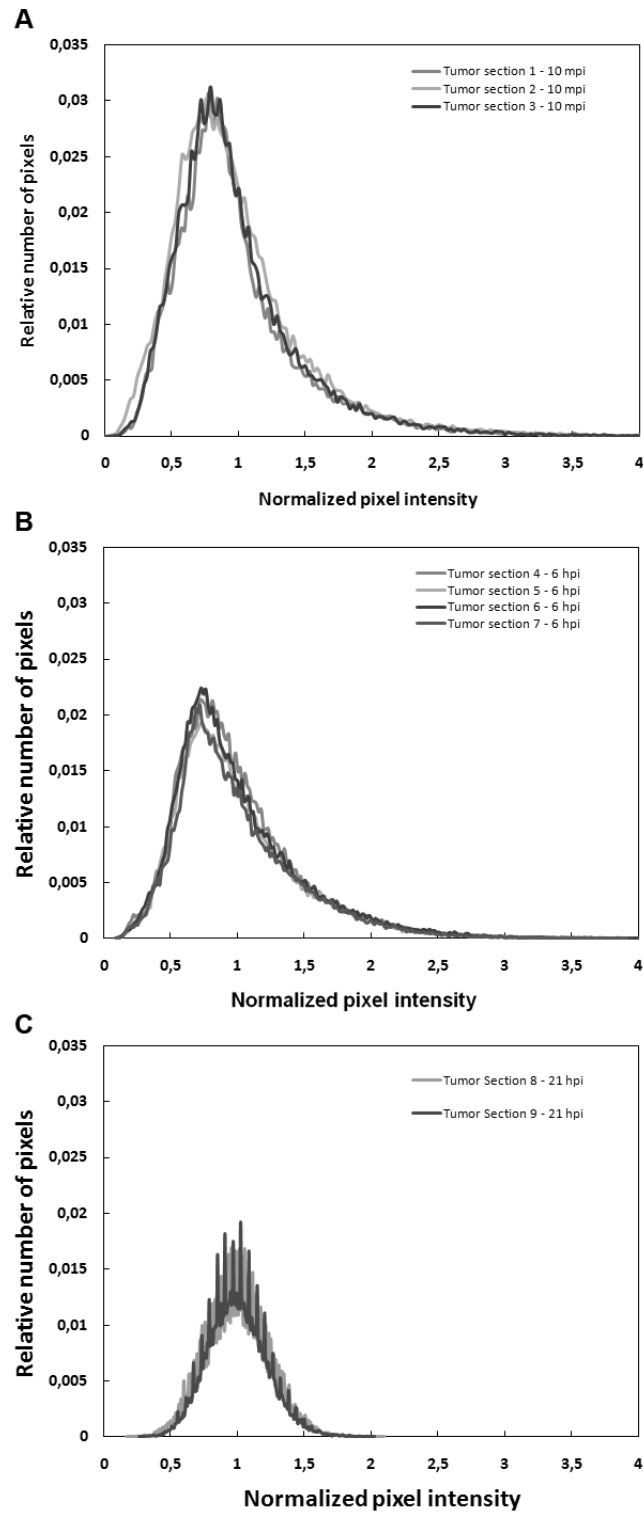 A
0,035
0,03
0,025
0,02
0,015
0,01
0,005
0
Relative number of pixels
Tumor section 1 - 10 mpi
Tumor section 2 - 10 mpi
Tumor section 3 - 10 mpi
0 0,5 1 1,5 2 2,5 3 3,5 4
Normalized pixel intensity
B
0,035
0,03
0,025
0,02
0,015
0,01
0,005
0
Relative number of pixels
Tumor section 4 - 6 hpi
Tumor section 5 - 6 hpi
Tumor section 6 - 6 hpi
Tumor section 7 - 6 hpi
0 0,5 1 1,5 2 2,5 3 3,5 4
Normalized pixel intensity
C
0,035
0,03
0,025
0,02
0,015
0,01
0,005
0
Relative number of pixels
Tumor Section 8 - 21 hpi
Tumor Section 9 - 21 hpi
0 0,5 1 1,5 2 2,5 3 3,5 4
Normalized pixel intensity